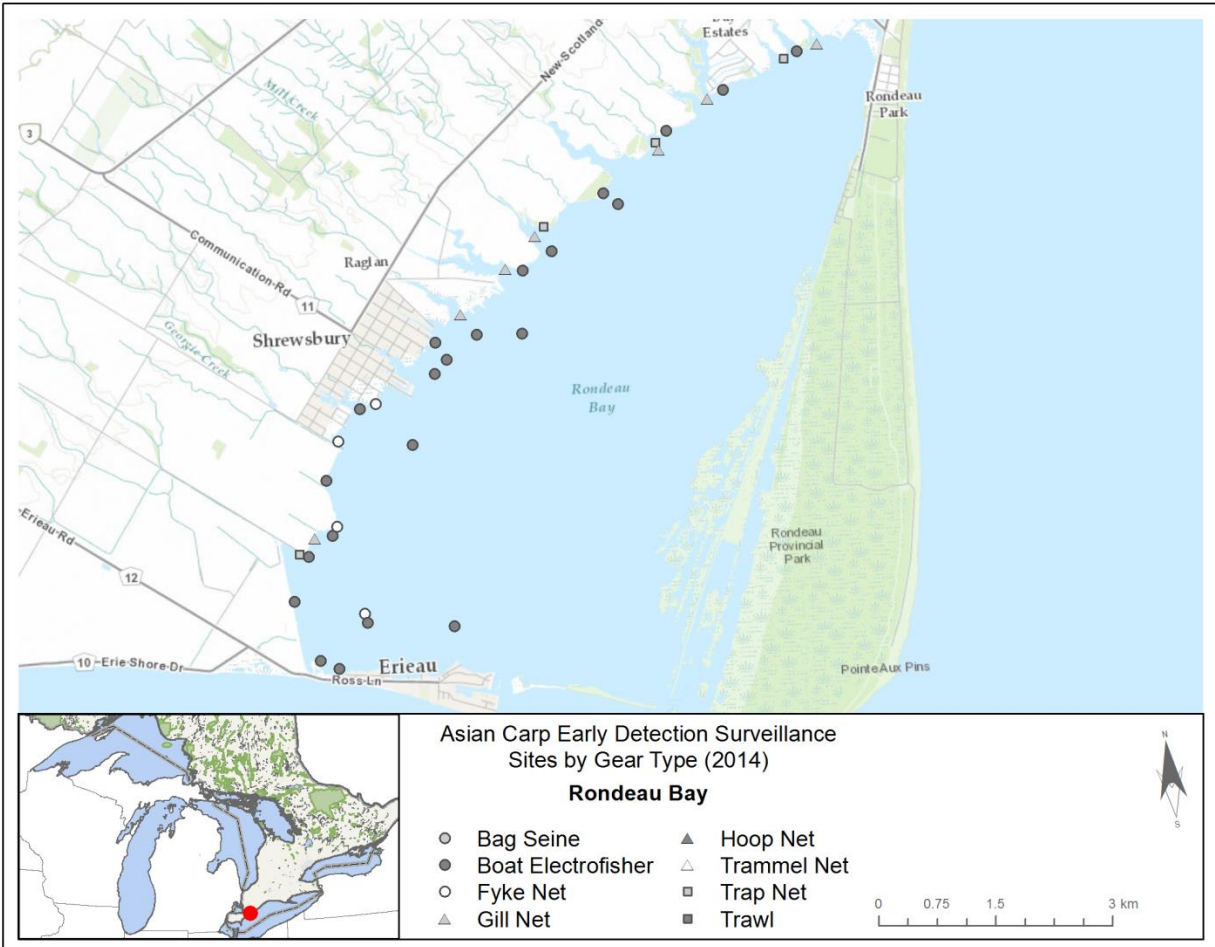 Estates
New-Scotland
Rondeau
Park
Mill Creek
3
Communication-Rd
Raglan
11
Shrewsbury
Georgie Creek
Rondeau
Bay
-Erieau-Rd
12
Rondeau
Provincial
Park
10
Erie-Shore-Dr
Erieau
Ross-Ln
Pointe Aux Pins
Asian Carp Early Detection Surveillance
Sites by Gear Type (2014)
Rondeau Bay
N
S
Bag Seine
Boat Electrofisher
Fyke Net
Gill Net
Hoop Net
Trammel Net
Trap Net
Trawl
0 0.75 1.5 3 km